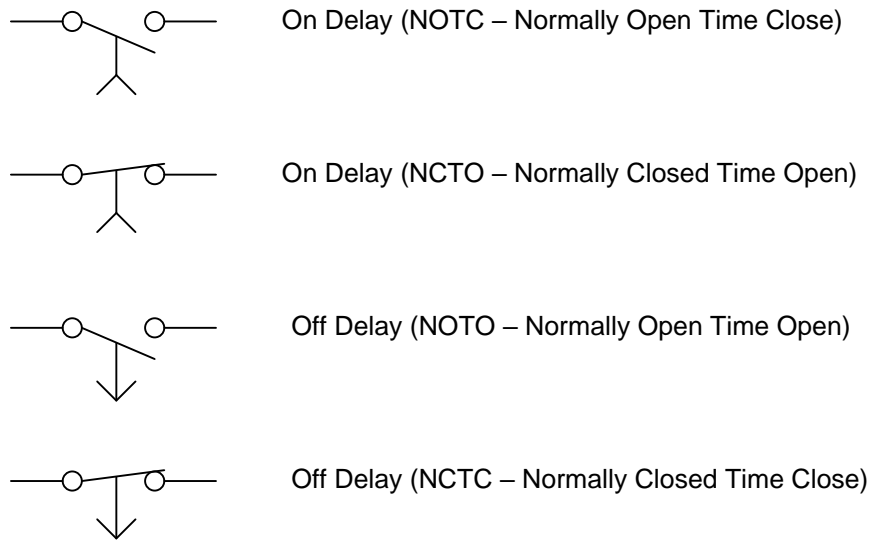 On Delay (NOTC – Normally Open Time Close)
On Delay (NCTO – Normally Closed Time Open)
Off Delay (NOTO – Normally Open Time Open)
Off Delay (NCTC – Normally Closed Time Close)